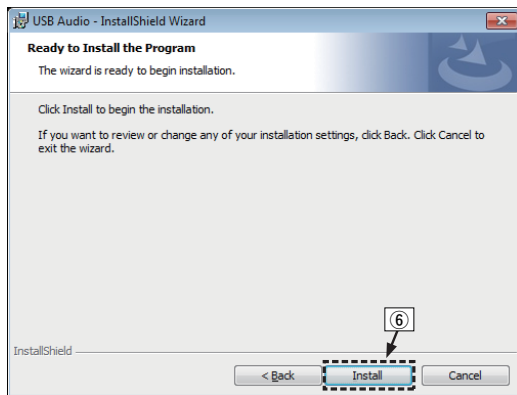 USB Audio - InstallShield Wizard
Ready to Install the Program
The wizard is ready to begin installation.
Click Install to begin the installation.
If you want to review or change any of your installation settings, click Back. Click Cancel to
exit the wizard.
⑥
InstallShield
< Back Install Cancel